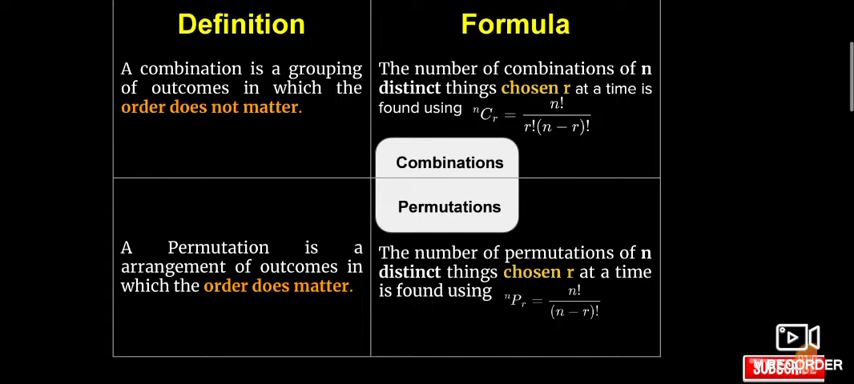 Definition
Formula
A combination is a grouping
of outcomes in which the
order does not matter.
The number of combinations of n
distinct things chosen r at a time is
found using ⁿCᵣ = n! / r!(n − r)!
Combinations
Permutations
A Permutation is a
arrangement of outcomes in
which the order does matter.
The number of permutations of n
distinct things chosen r at a time
is found using ⁿPᵣ = n! / (n − r)!
RECORDER
SUBSCRIBE